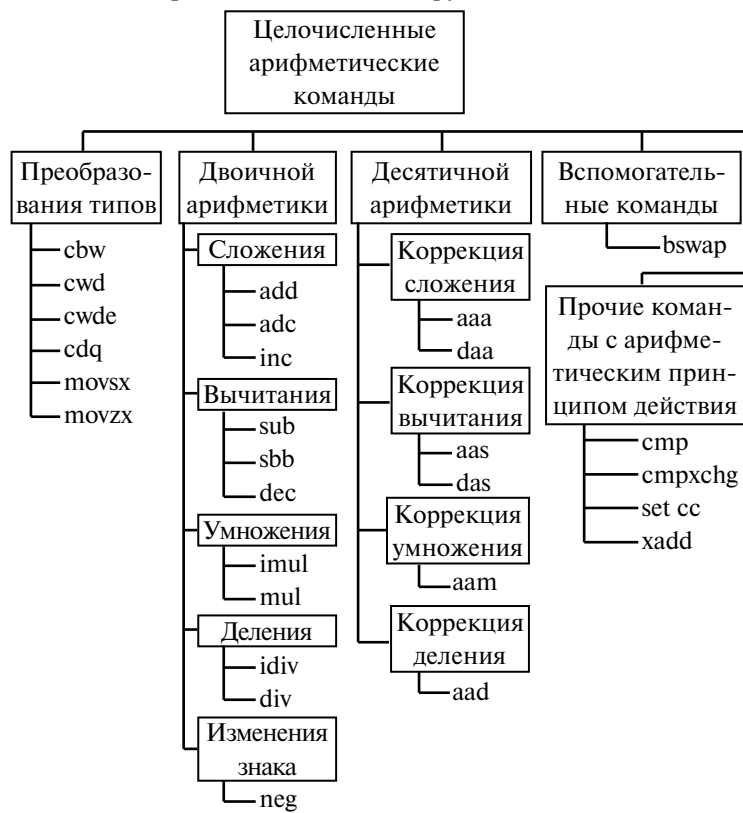 Целочисленные
арифметические
команды
Преобразо-
вания типов
cbw
cwd
cwde
cdq
movsx
movzx
Двоичной
арифметики
Сложения
add
adc
inc
Вычитания
sub
sbb
dec
Умножения
imul
mul
Деления
idiv
div
Изменения
знака
neg
Десятичной
арифметики
Коррекция
сложения
aaa
daa
Коррекция
вычитания
aas
das
Коррекция
умножения
aam
Коррекция
деления
aad
Вспомогатель-
ные команды
bswap
Прочие коман-
ды с арифме-
тическим прин-
ципом действия
cmp
cmpxchg
set cc
xadd